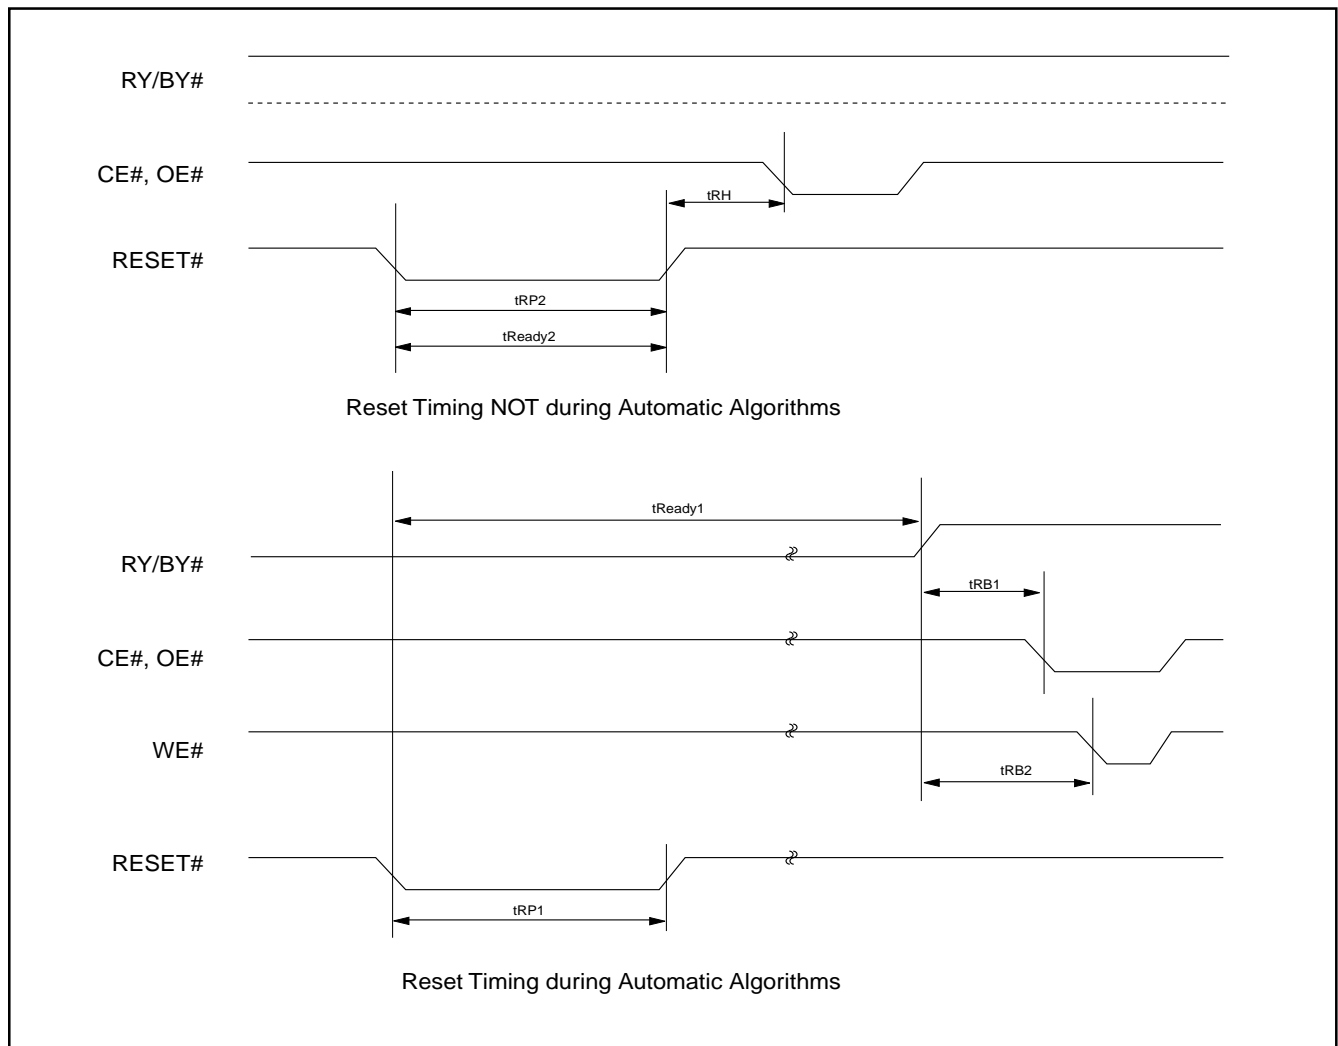 RY/BY#
CE#, OE#
tRH
RESET#
tRP2
tReady2
Reset Timing NOT during Automatic Algorithms
tReady1
RY/BY#
tRB1
CE#, OE#
WE#
tRB2
RESET#
tRP1
Reset Timing during Automatic Algorithms